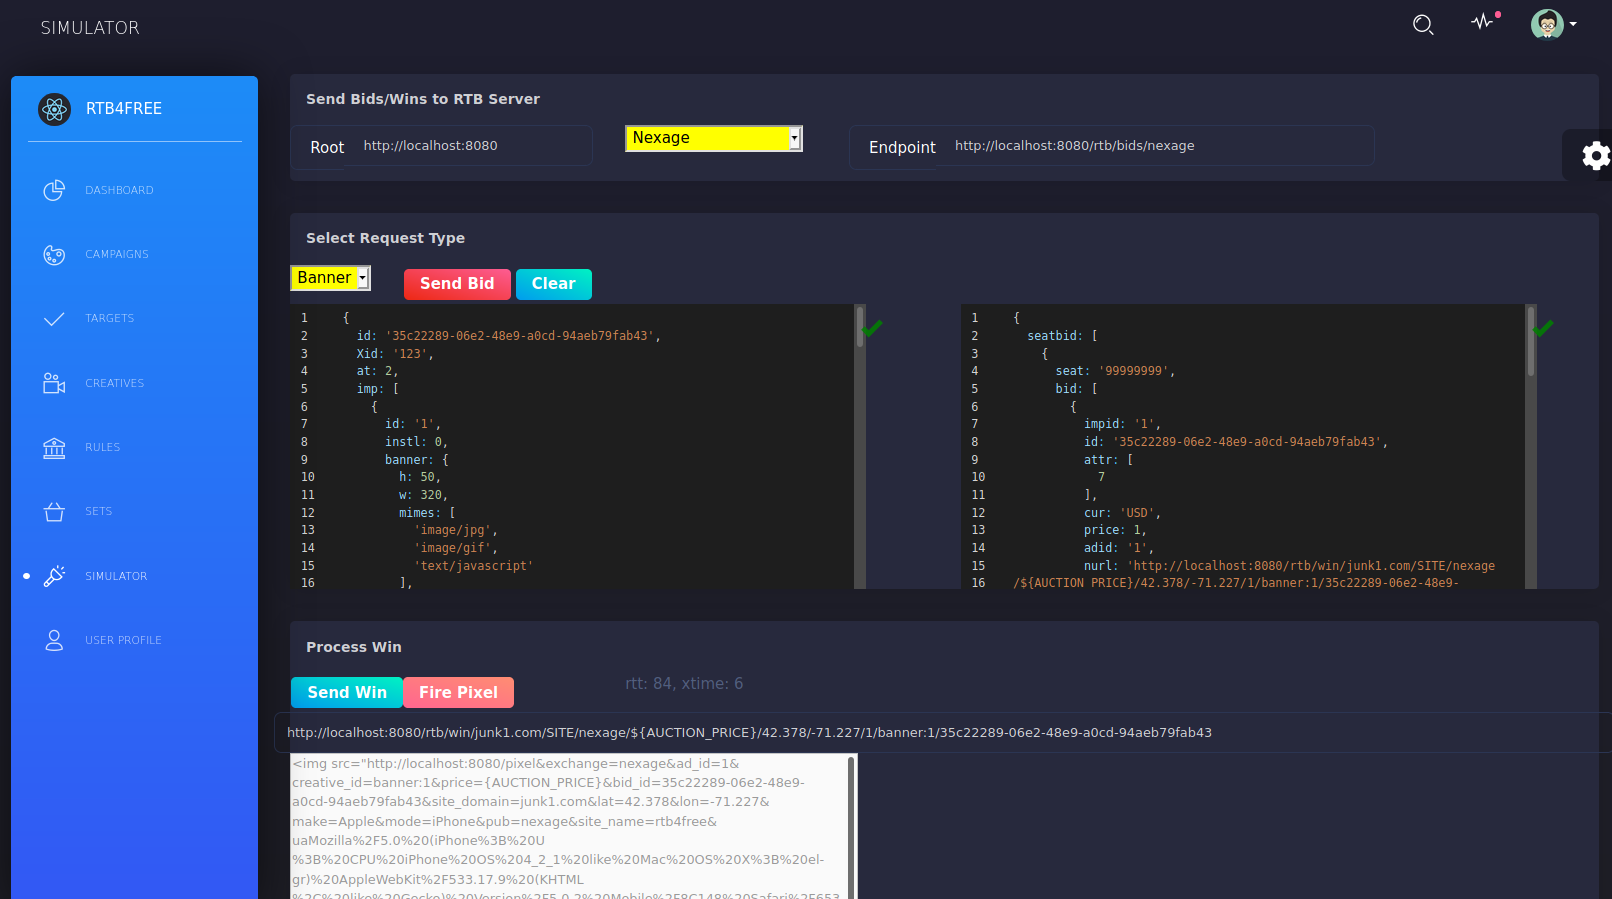 SIMULATOR
RTB4FREE
DASHBOARD
CAMPAIGNS
TARGETS
CREATIVES
RULES
SETS
SIMULATOR
USER PROFILE
Send Bids/Wins to RTB Server
Root http://localhost:8080 Nexage Endpoint http://localhost:8080/rtb/bids/nexage
Select Request Type
Banner Send Bid Clear
1 {
2 id: '35c22289-06e2-48e9-a0cd-94aeb79fab43',
3 Xid: '123',
4 at: 2,
5 imp: [
6 {
7 id: '1',
8 instl: 0,
9 banner: {
10 h: 50,
11 w: 320,
12 mimes: [
13 'image/jpg',
14 'image/gif',
15 'text/javascript'
16 ],
1 {
2 seatbid: [
3 {
4 seat: '99999999',
5 bid: [
6 {
7 impid: '1',
8 id: '35c22289-06e2-48e9-a0cd-94aeb79fab43',
9 attr: [
10 7
11 ],
12 cur: 'USD',
13 price: 1,
14 adid: '1',
15 nurl: 'http://localhost:8080/rtb/win/junk1.com/SITE/nexage
16 /${AUCTION_PRICE}/42.378/-71.227/1/banner:1/35c22289-06e2-48e9-
Process Win
Send Win Fire Pixel rtt: 84, xtime: 6
http://localhost:8080/rtb/win/junk1.com/SITE/nexage/${AUCTION_PRICE}/42.378/-71.227/1/banner:1/35c22289-06e2-48e9-a0cd-94aeb79fab43
<img src="http://localhost:8080/pixel&exchange=nexage&ad_id=1&
creative_id=banner:1&price={AUCTION_PRICE}&bid_id=35c22289-06e2-48e9-
a0cd-94aeb79fab43&site_domain=junk1.com&lat=42.378&lon=-71.227&
make=Apple&mode=iPhone&pub=nexage&site_name=rtb4free&
uaMozilla%2F5.0%20(iPhone%3B%20U
%3B%20CPU%20iPhone%20OS%204_2_1%20like%20Mac%20OS%20X%3B%20el-
gr)%20AppleWebKit%2F533.17.9%20(KHTML
%2C%20like%20Gecko)%20Version%2F5.0.2%20Mobile%2F8C148%20Safari%2F653